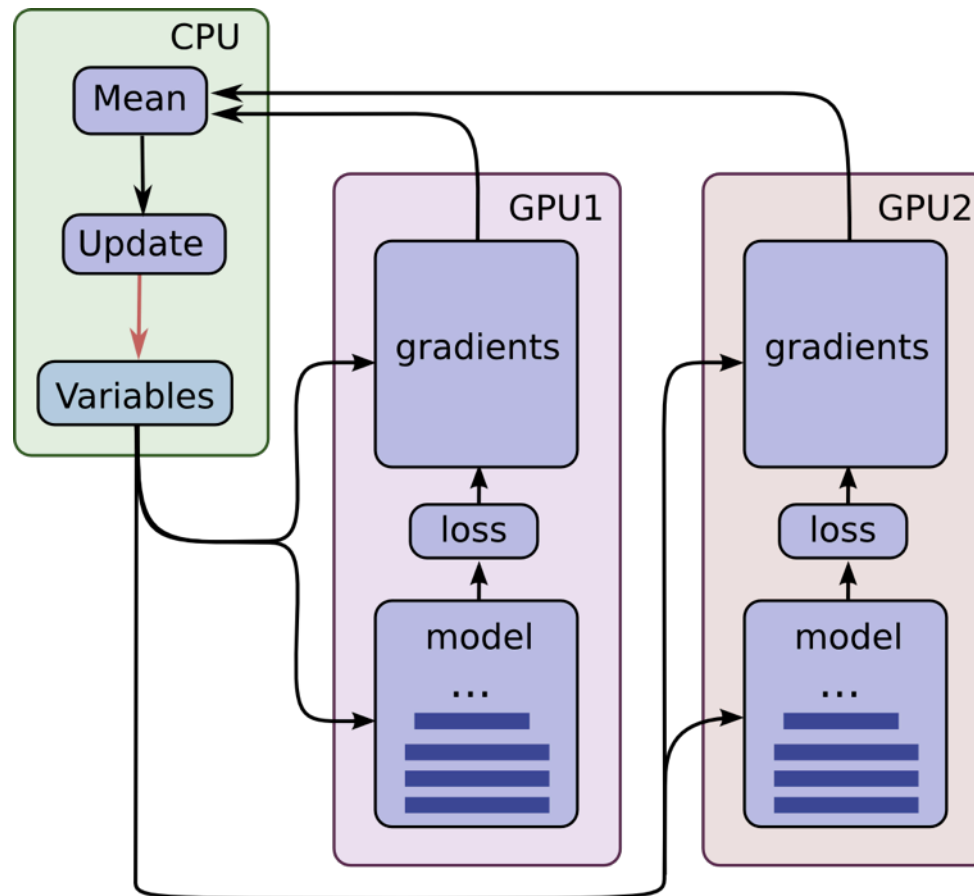 CPU
Mean
Update
Variables
GPU1
gradients
loss
model
...
GPU2
gradients
loss
model
...